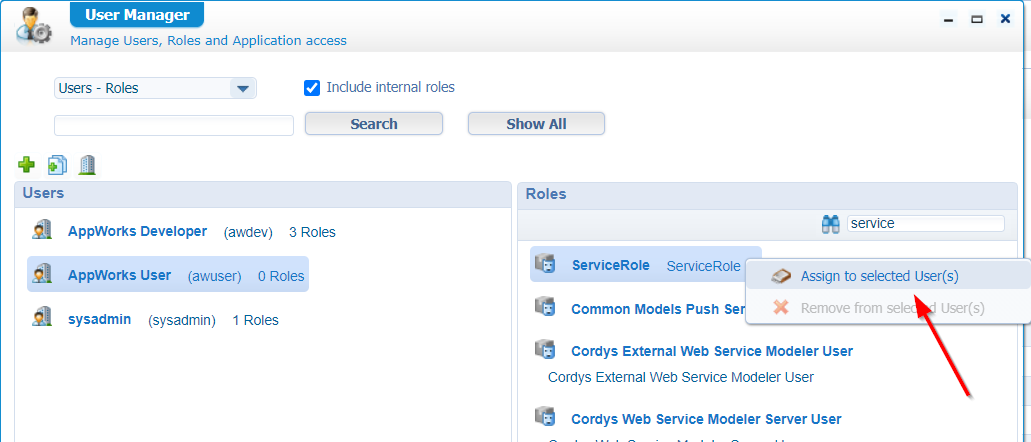 User Manager
Manage Users, Roles and Application access
Users - Roles
Include internal roles
Search
Show All
Users
AppWorks Developer (awdev) 3 Roles
AppWorks User (awuser) 0 Roles
sysadmin (sysadmin) 1 Roles
Roles
service
ServiceRole ServiceRole
Assign to selected User(s)
Remove from selected User(s)
Common Models Push Ser
Cordys External Web Service Modeler User
Cordys External Web Service Modeler User
Cordys Web Service Modeler Server User